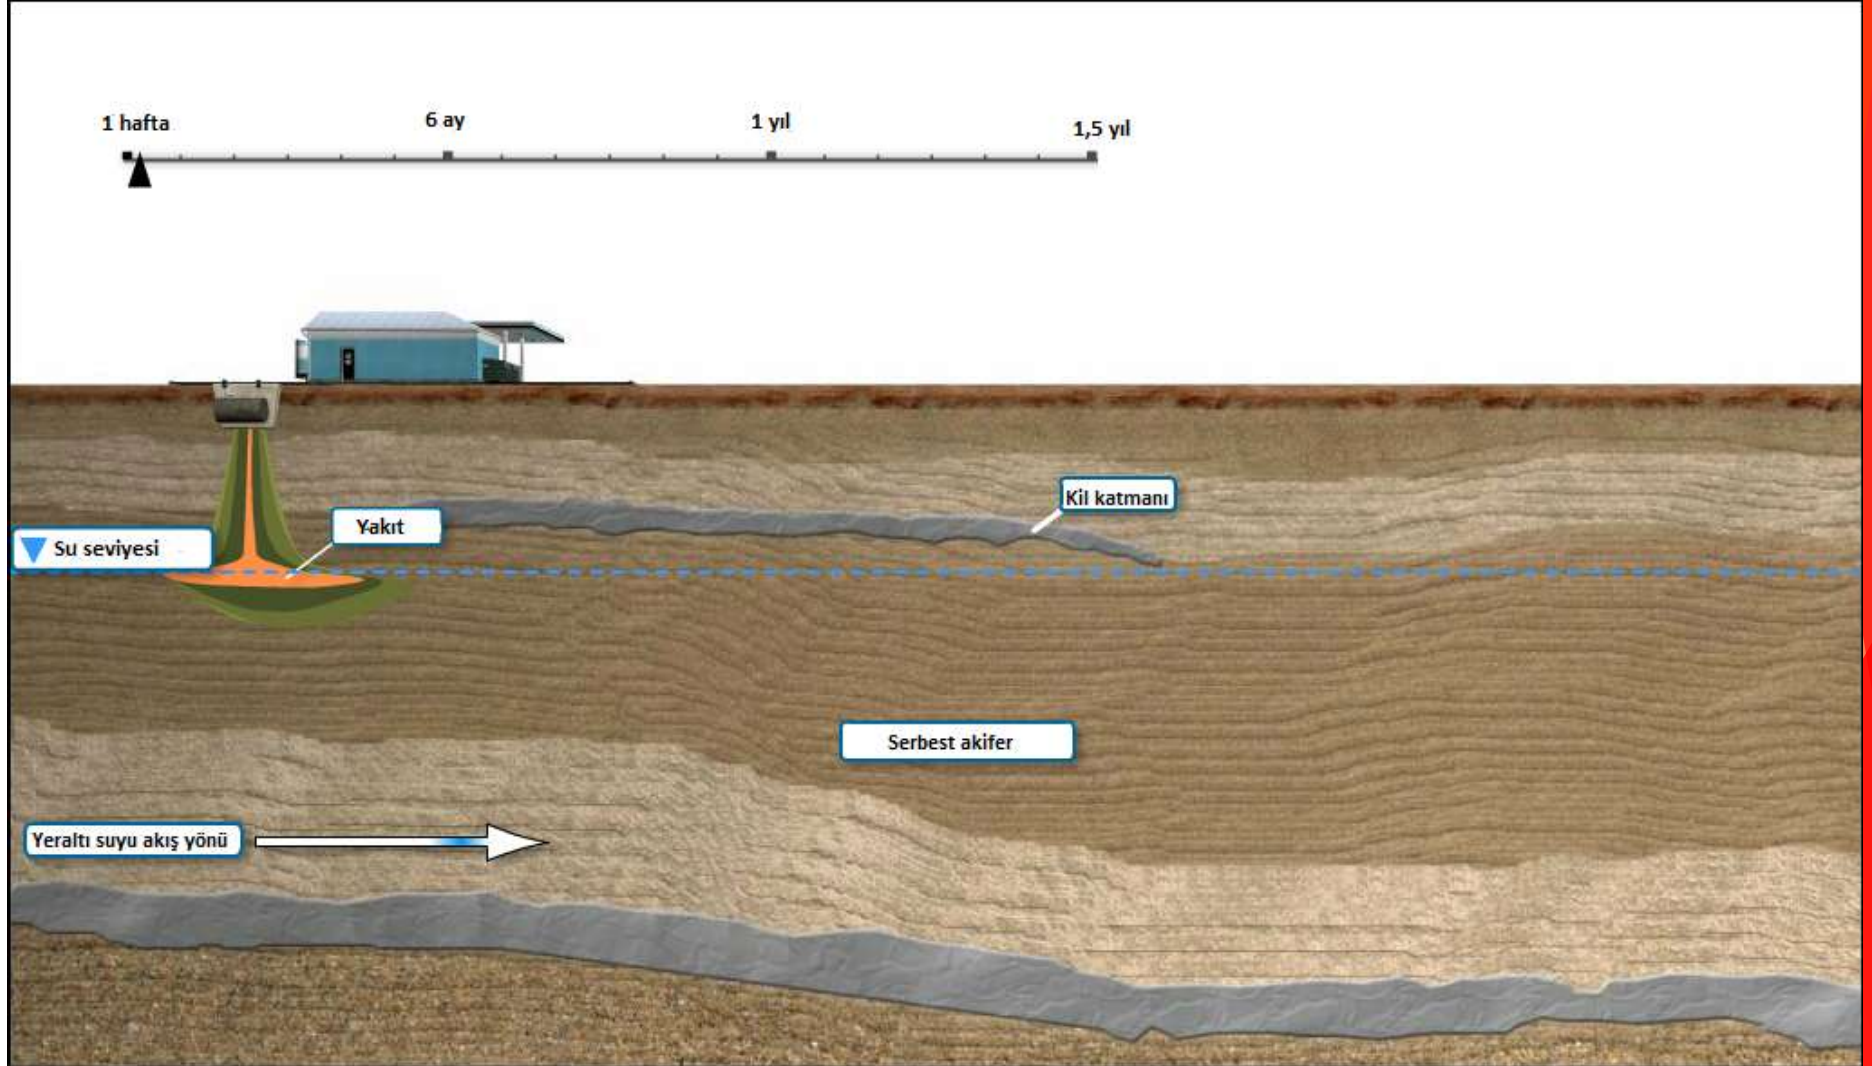 1 hafta
6 ay
1 yıl
1,5 yıl
Kil katmanı
Yakıt
Su seviyesi
Serbest akifer
Yeraltı suyu akış yönü